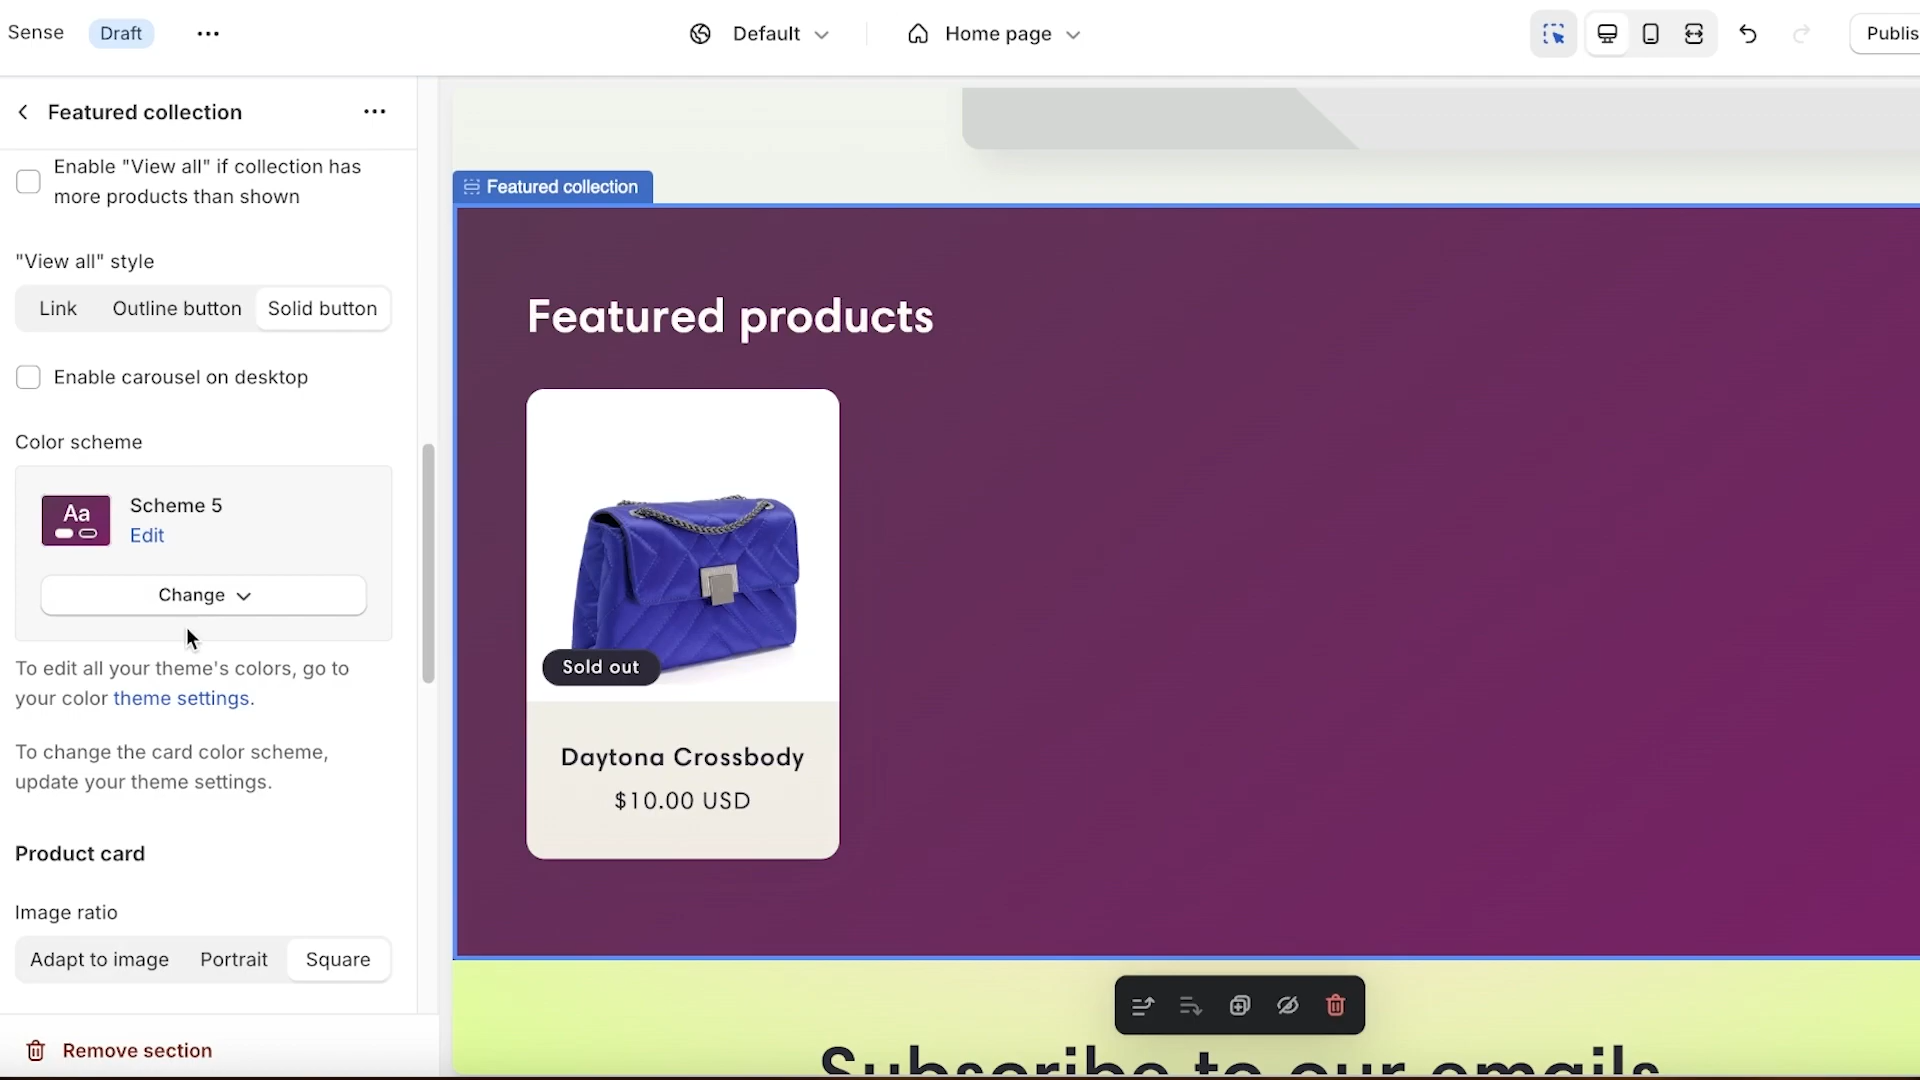 Sense
Draft
Default
Home page
Publis
Featured collection
Enable "View all" if collection has
more products than shown
"View all" style
Link
Outline button
Solid button
Enable carousel on desktop
Color scheme
Aa
Scheme 5
Edit
Change
To edit all your theme's colors, go to
your color theme settings.
To change the card color scheme,
update your theme settings.
Product card
Image ratio
Adapt to image
Portrait
Square
Remove section
Featured collection
Featured products
Sold out
Daytona Crossbody
$10.00 USD
Subscribe to our emails